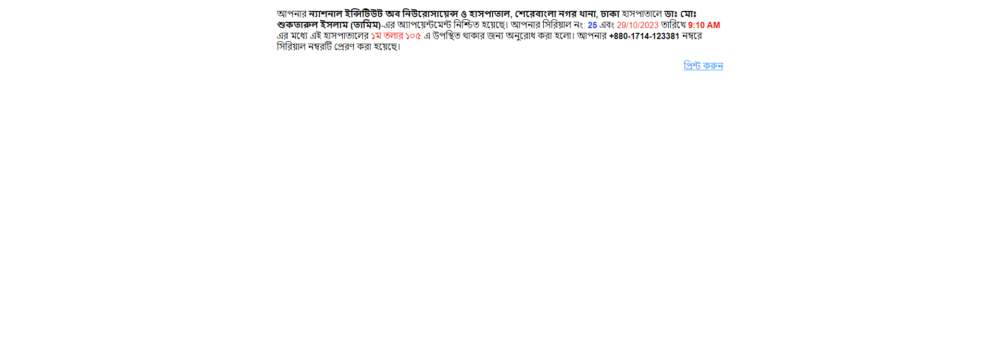 আপনার ন্যাশনাল ইন্সিটিউট অব নিউরোসায়েন্স ও হাসপাতাল, শেরেবাংলা নগর থানা, ঢাকা হাসপাতালে ডাঃ মোঃ
শুকতারুল ইসলাম (তামিম)-এর অ্যাপয়েন্টমেন্ট নিশ্চিত হয়েছে। আপনার সিরিয়াল নং: 25 এবং 29/10/2023 তারিখে 9:10 AM
এর মধ্যে এই হাসপাতালের ১ম তলার ১০৫ এ উপস্থিত থাকার জন্য অনুরোধ করা হলো। আপনার +880-1714-123381 নম্বরে
সিরিয়াল নম্বরটি প্রেরণ করা হয়েছে।
প্রিন্ট করুন